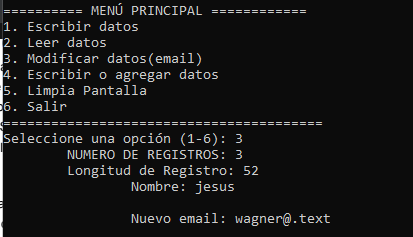 ========== MENÚ PRINCIPAL ============
1. Escribir datos
2. Leer datos
3. Modificar datos(email)
4. Escribir o agregar datos
5. Limpia Pantalla
6. Salir
========================================
Seleccione una opción (1-6): 3
NUMERO DE REGISTROS: 3
Longitud de Registro: 52
Nombre: jesus
Nuevo email: wagner@.text